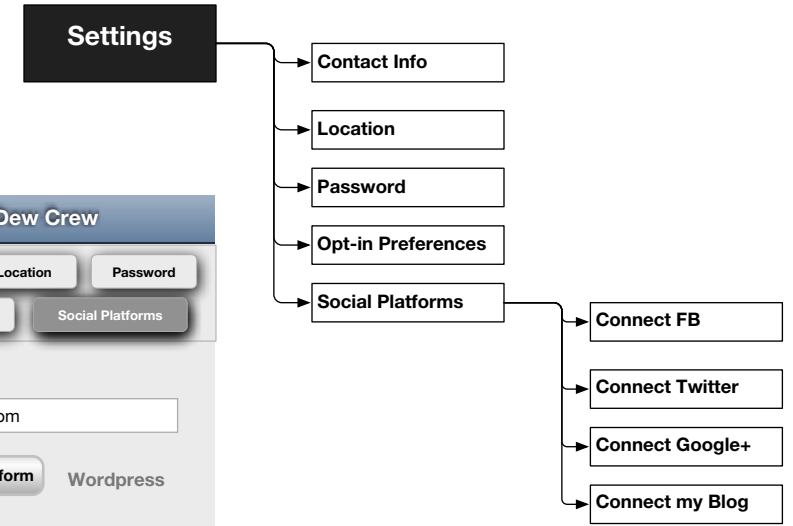 Settings
Contact Info
Location
Password
Opt-in Preferences
Social Platforms
Connect FB
Connect Twitter
Connect Google+
Connect my Blog
Dew Crew
Location
Password
Social Platforms
om
form
Wordpress